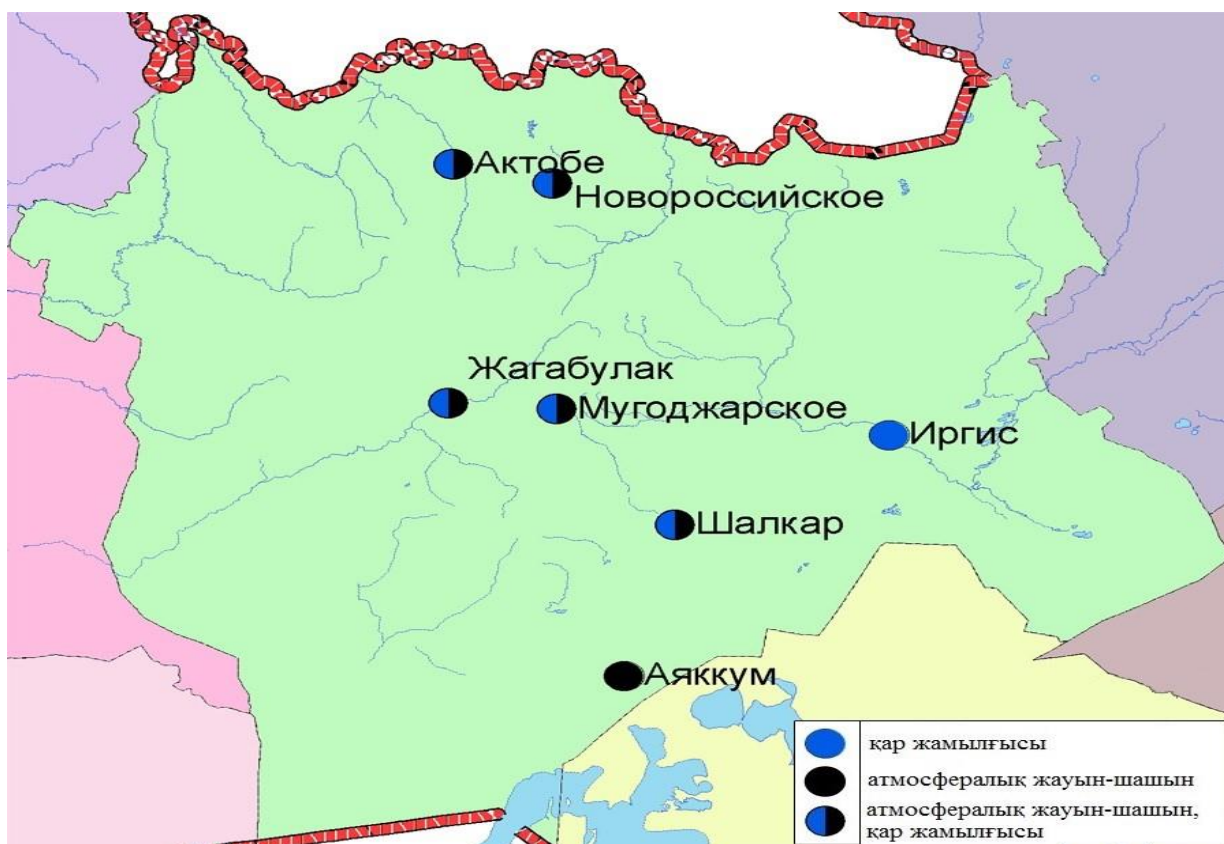 Актобе
Новороссийское
Жагабулак
Мугоджарское
Иргис
Шалкар
Аяккум
қар жамылғысы
атмосфералық жауын-шашын
атмосфералық жауын-шашын,
қар жамылғысы